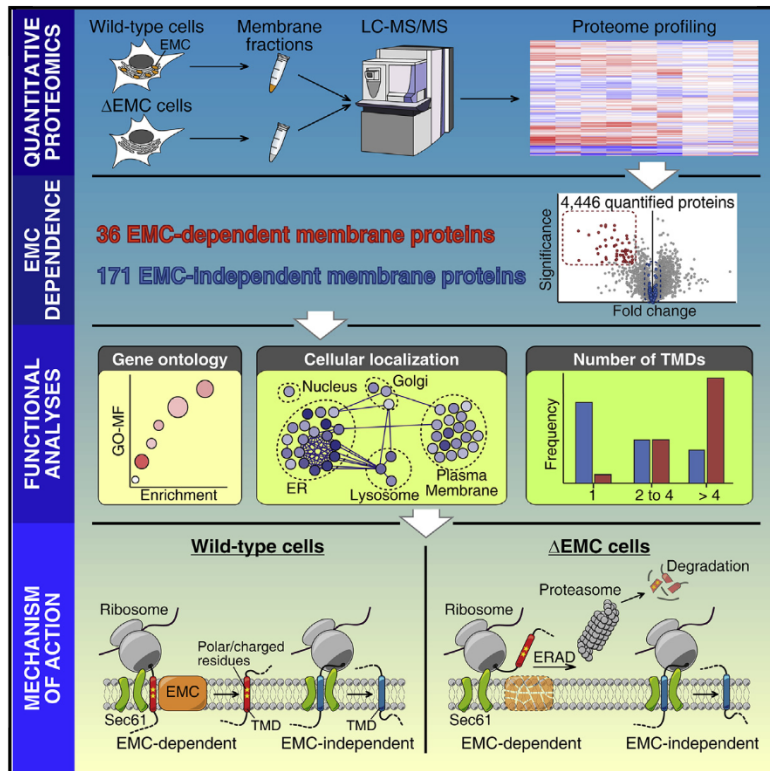 QUANTITATIVE
PROTEOMICS
Wild-type cells
EMC
Membrane
fractions
LC-MS/MS
Proteome profiling
ΔEMC cells
EMC
DEPENDENCE
36 EMC-dependent membrane proteins
171 EMC-independent membrane proteins
4,446 quantified proteins
Significance
Fold change
FUNCTIONAL
ANALYSES
Gene ontology
GO-MF
Enrichment
Cellular localization
Nucleus
Golgi
ER
Lysosome
Plasma
Membrane
Number of TMDs
Frequency
1
2 to 4
> 4
MECHANISM
OF ACTION
Wild-type cells
Ribosome
Polar/charged
residues
EMC
Sec61
TMD
TMD
EMC-dependent
EMC-independent
ΔEMC cells
Ribosome
Proteasome
Degradation
ERAD
Sec61
EMC-dependent
EMC-independent